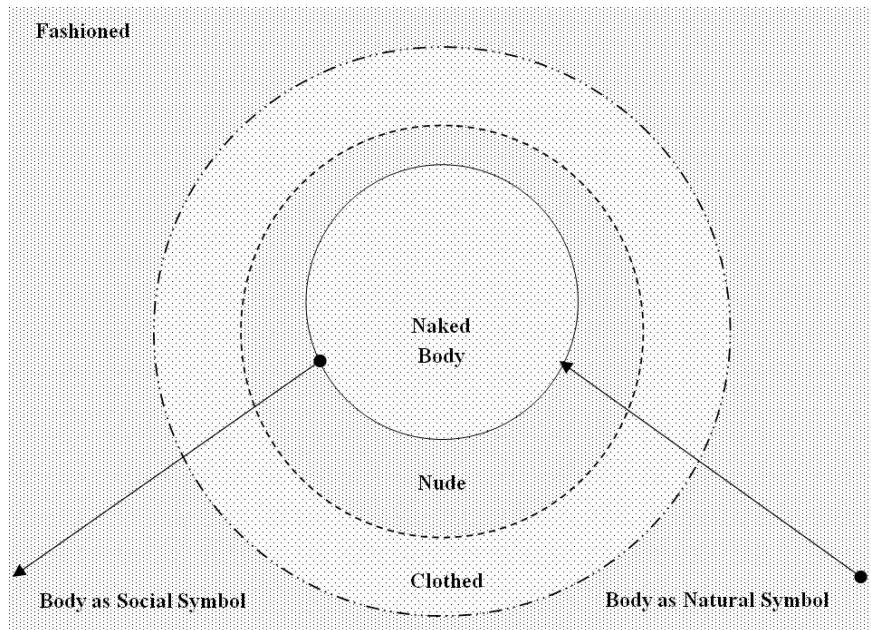 Fashioned
Naked
Body
Nude
Clothed
Body as Social Symbol
Body as Natural Symbol